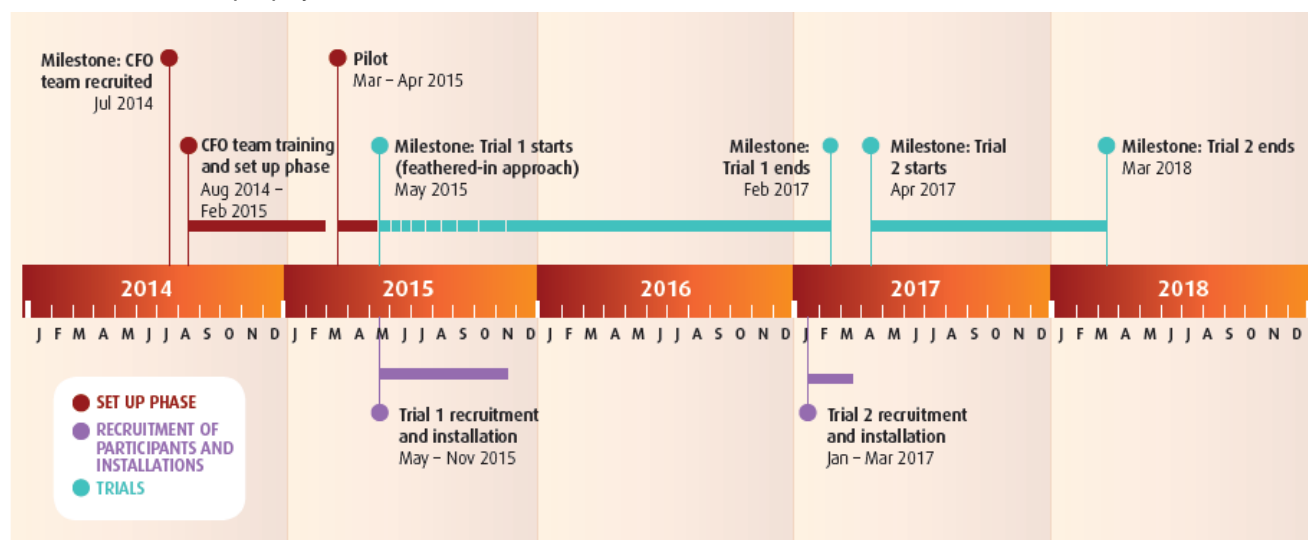 Milestone: CFO
team recruited
Jul 2014
Pilot
Mar – Apr 2015
CFO team training
and set up phase
Aug 2014 –
Feb 2015
Milestone: Trial 1 starts
(feathered-in approach)
May 2015
Milestone:
Trial 1 ends
Feb 2017
Milestone: Trial
2 starts
Apr 2017
Milestone: Trial 2 ends
Mar 2018
2014 2015 2016 2017 2018
J F M A M J J A S O N D J F M A M J J A S O N D J F M A M J J A S O N D J F M A M J J A S O N D J F M A M J J A S O N D
SET UP PHASE
RECRUITMENT OF
PARTICIPANTS AND
INSTALLATIONS
TRIALS
Trial 1 recruitment
and installation
May – Nov 2015
Trial 2 recruitment
and installation
Jan – Mar 2017